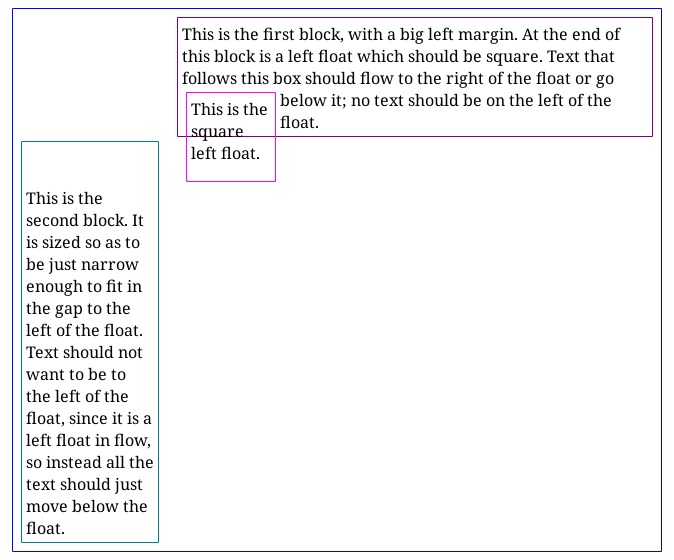 This is the first block, with a big left margin. At the end of
this block is a left float which should be square. Text that
follows this box should flow to the right of the float or go
below it; no text should be on the left of the
float.
This is the
square
left float.
This is the
second block. It
is sized so as to
be just narrow
enough to fit in
the gap to the
left of the float.
Text should not
want to be to
the left of the
float, since it is a
left float in flow,
so instead all the
text should just
move below the
float.